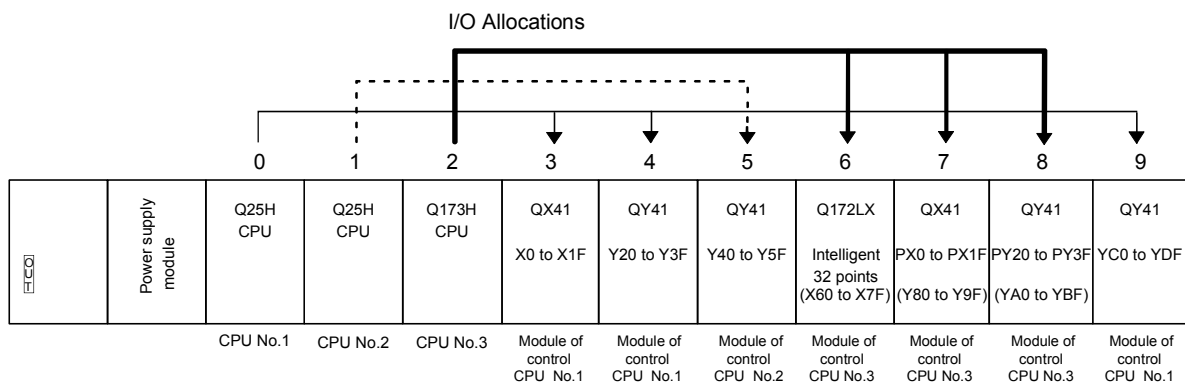 I/O Allocations
0 1 2 3 4 5 6 7 8 9
Power supply
module
Q25H
CPU
Q25H
CPU
Q173H
CPU
QX41
X0 to X1F
QY41
Y20 to Y3F
QY41
Y40 to Y5F
Q172LX
Intelligent
32 points
(X60 to X7F)
QX41
PX0 to PX1F
(Y80 to Y9F)
QY41
PY20 to PY3F
(YA0 to YBF)
QY41
YC0 to YDF
CPU No.1
CPU No.2
CPU No.3
Module of
control
CPU No.1
Module of
control
CPU No.1
Module of
control
CPU No.2
Module of
control
CPU No.3
Module of
control
CPU No.3
Module of
control
CPU No.3
Module of
control
CPU No.1